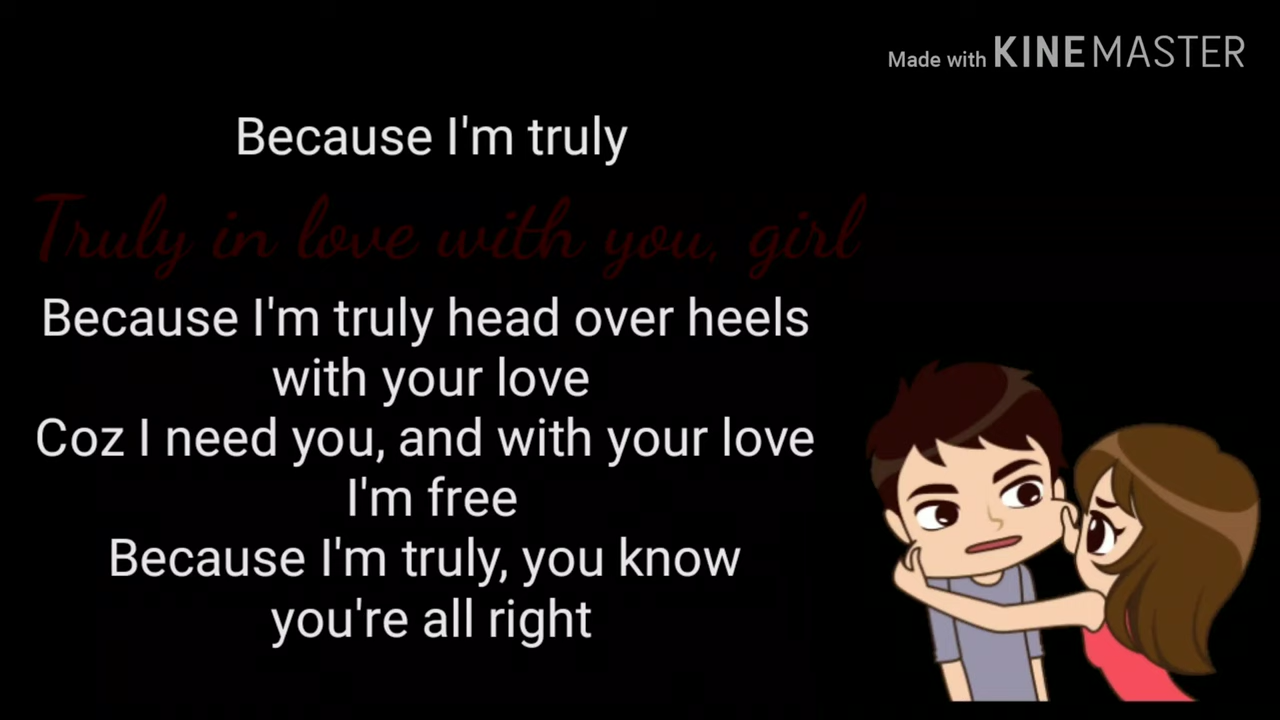 Made with KINEMASTER
Because I'm truly
Truly in love with you, girl
Because I'm truly head over heels
with your love
Coz I need you, and with your love
I'm free
Because I'm truly, you know
you're all right